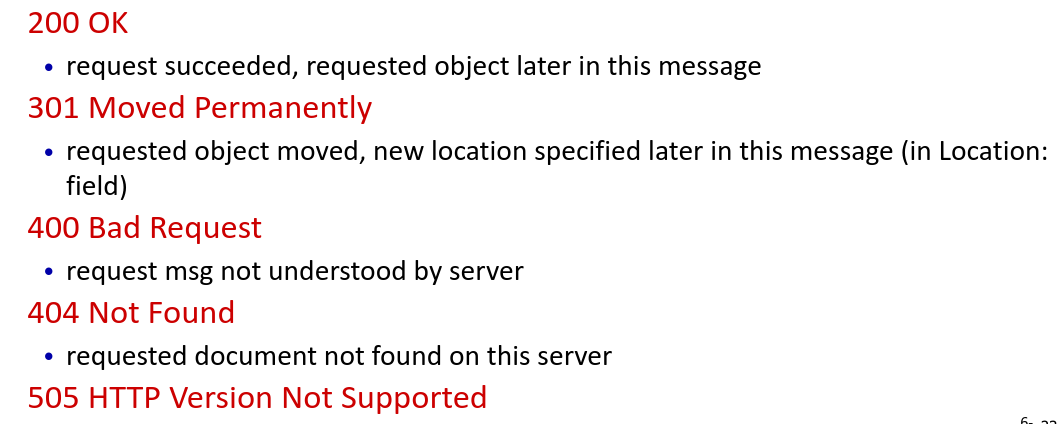 200 OK
• request succeeded, requested object later in this message
301 Moved Permanently
• requested object moved, new location specified later in this message (in Location:
field)
400 Bad Request
• request msg not understood by server
404 Not Found
• requested document not found on this server
505 HTTP Version Not Supported